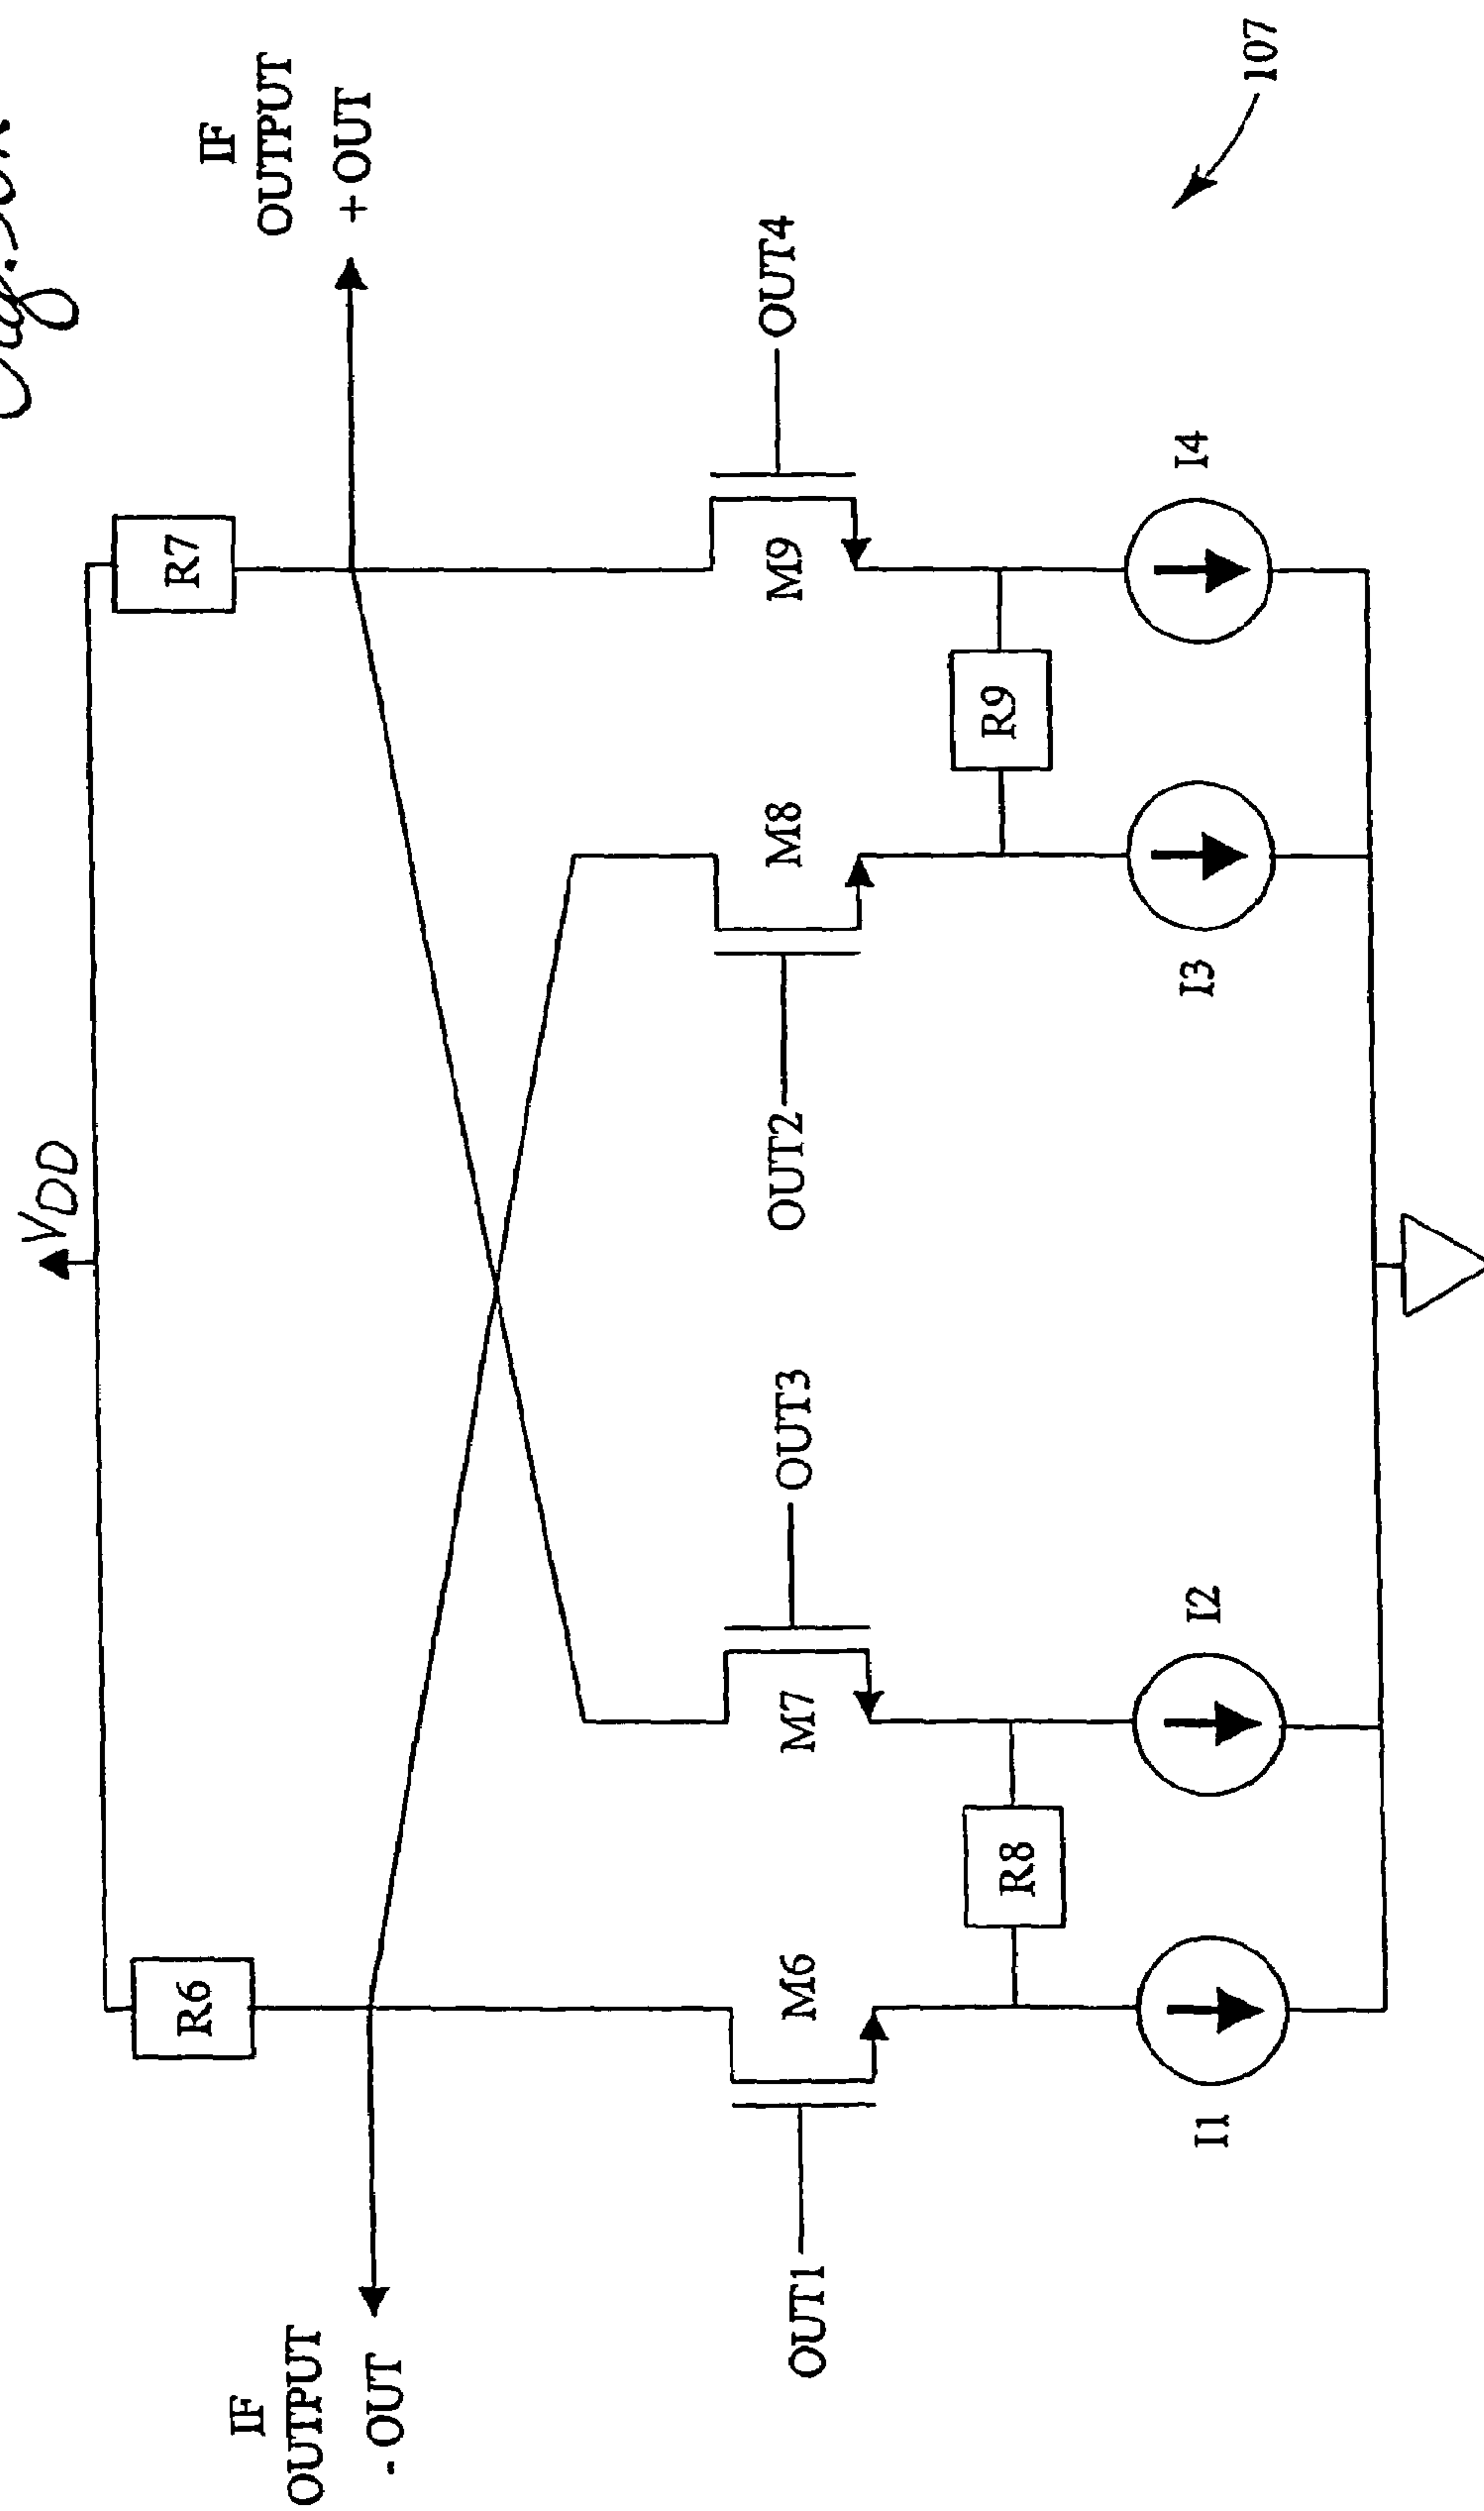 VDD
R6
R7
IF
OUTPUT
- OUT
IF
OUTPUT
+ OUT
OUT1
M6
M7
OUT3
OUT2
M8
M9
OUT4
R8
R9
I1
I2
I3
I4
107